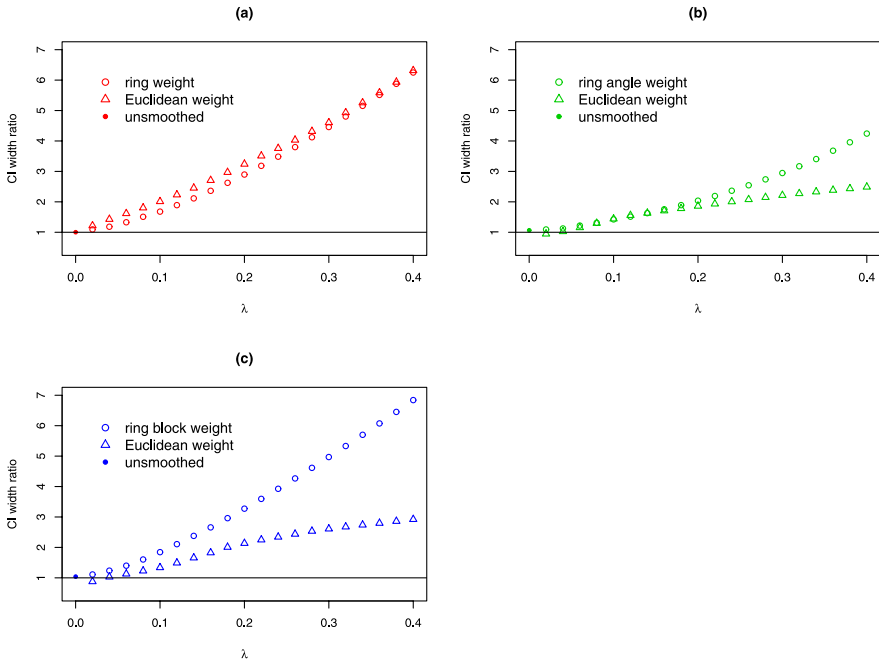 (a)
CI width ratio
7
6
5
4
3
2
1
ring weight
Euclidean weight
unsmoothed
0.0 0.1 0.2 0.3 0.4
λ
(b)
CI width ratio
7
6
5
4
3
2
1
ring angle weight
Euclidean weight
unsmoothed
0.0 0.1 0.2 0.3 0.4
λ
(c)
CI width ratio
7
6
5
4
3
2
1
ring block weight
Euclidean weight
unsmoothed
0.0 0.1 0.2 0.3 0.4
λ